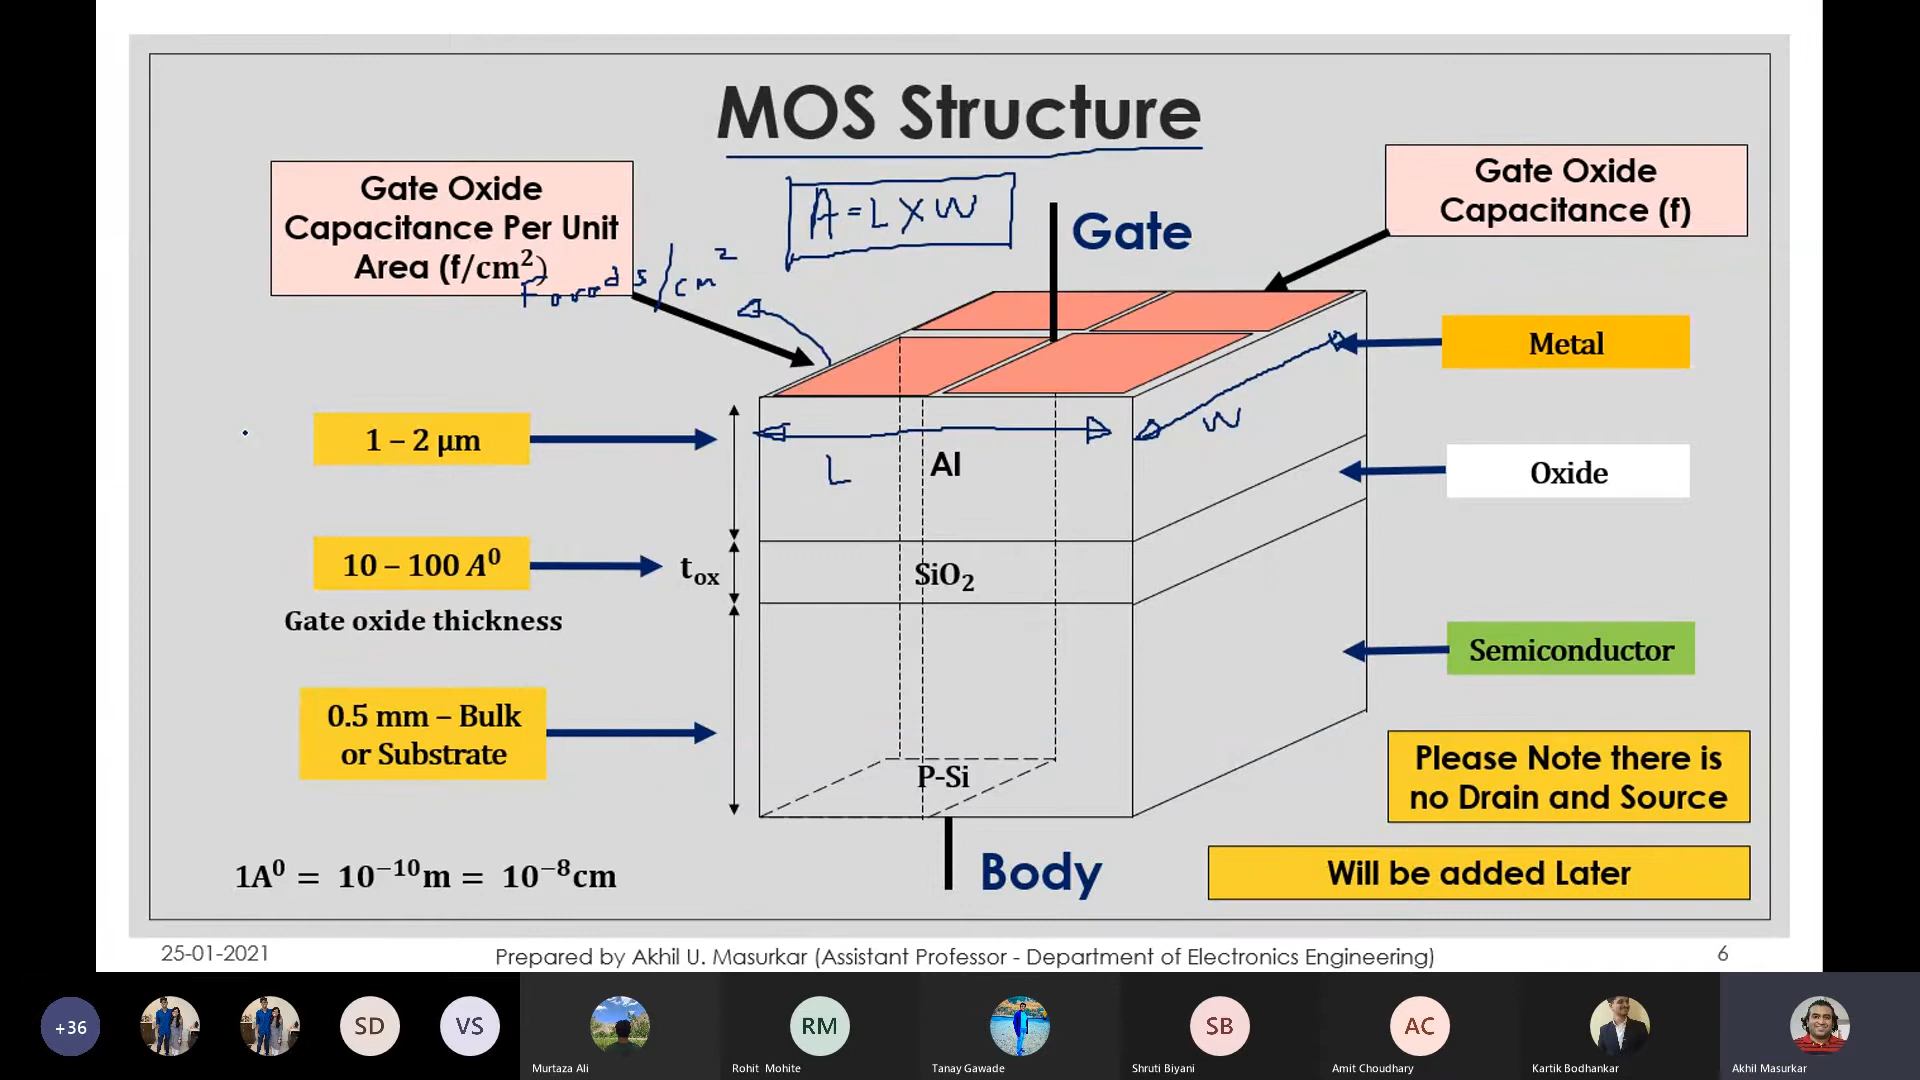 MOS Structure
Gate Oxide
Capacitance Per Unit
Area (f/cm²)
Farads/cm²
A = L X W
Gate
Gate Oxide
Capacitance (f)
Metal
1 – 2 µm
L
W
Al
Oxide
10 – 100 A⁰
tₒₓ
SiO₂
Gate oxide thickness
Semiconductor
0.5 mm – Bulk
or Substrate
P-Si
Please Note there is
no Drain and Source
1A⁰ = 10⁻¹⁰m = 10⁻⁸cm
Body
Will be added Later
25-01-2021
Prepared by Akhil U. Masurkar (Assistant Professor - Department of Electronics Engineering)
6
+36
SD
VS
RM
SB
AC
Murtaza Ali
Rohit Mohite
Tanay Gawade
Shruti Biyani
Amit Choudhary
Kartik Bodhankar
Akhil Masurkar